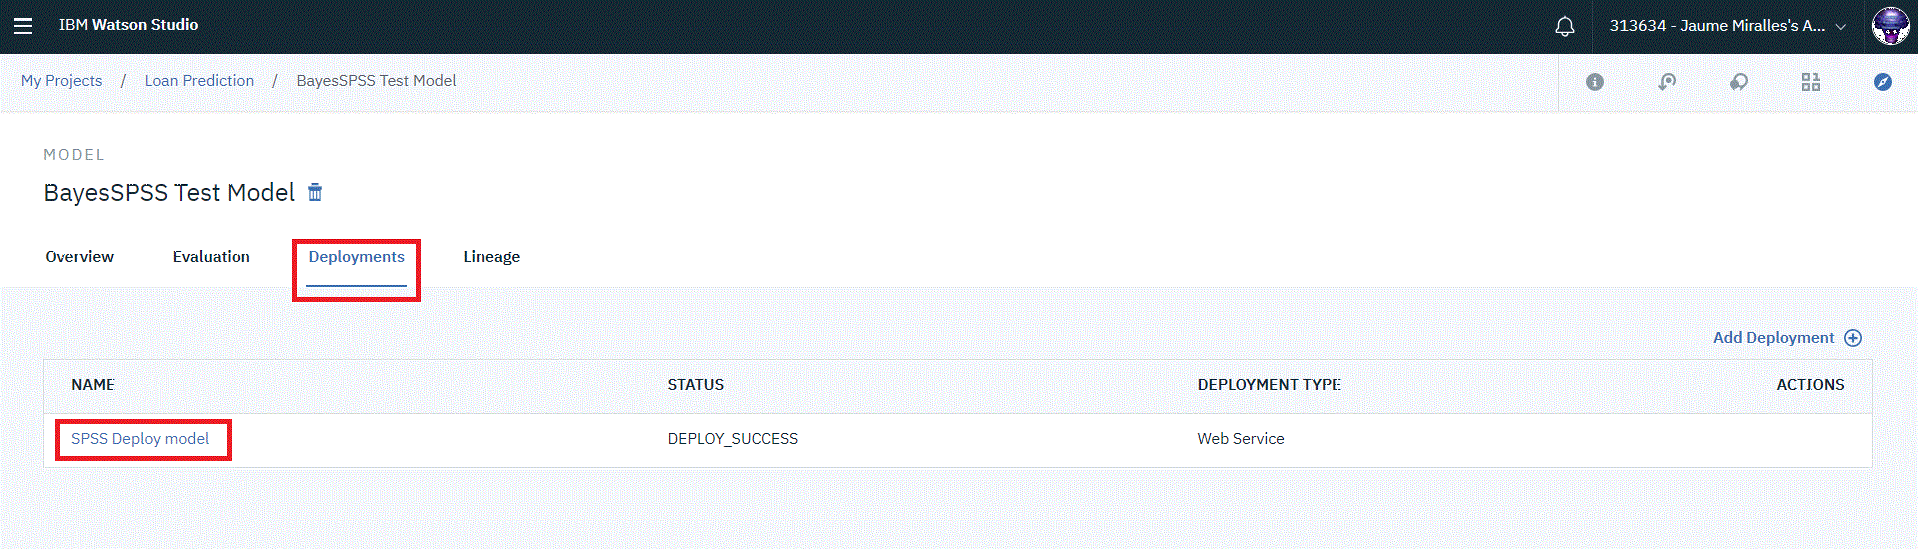 IBM Watson Studio
313634 - Jaume Miralles's A...
My Projects / Loan Prediction / BayesSPSS Test Model
MODEL
BayesSPSS Test Model
Overview Evaluation Deployments Lineage
Add Deployment
NAME STATUS DEPLOYMENT TYPE ACTIONS
SPSS Deploy model DEPLOY_SUCCESS Web Service